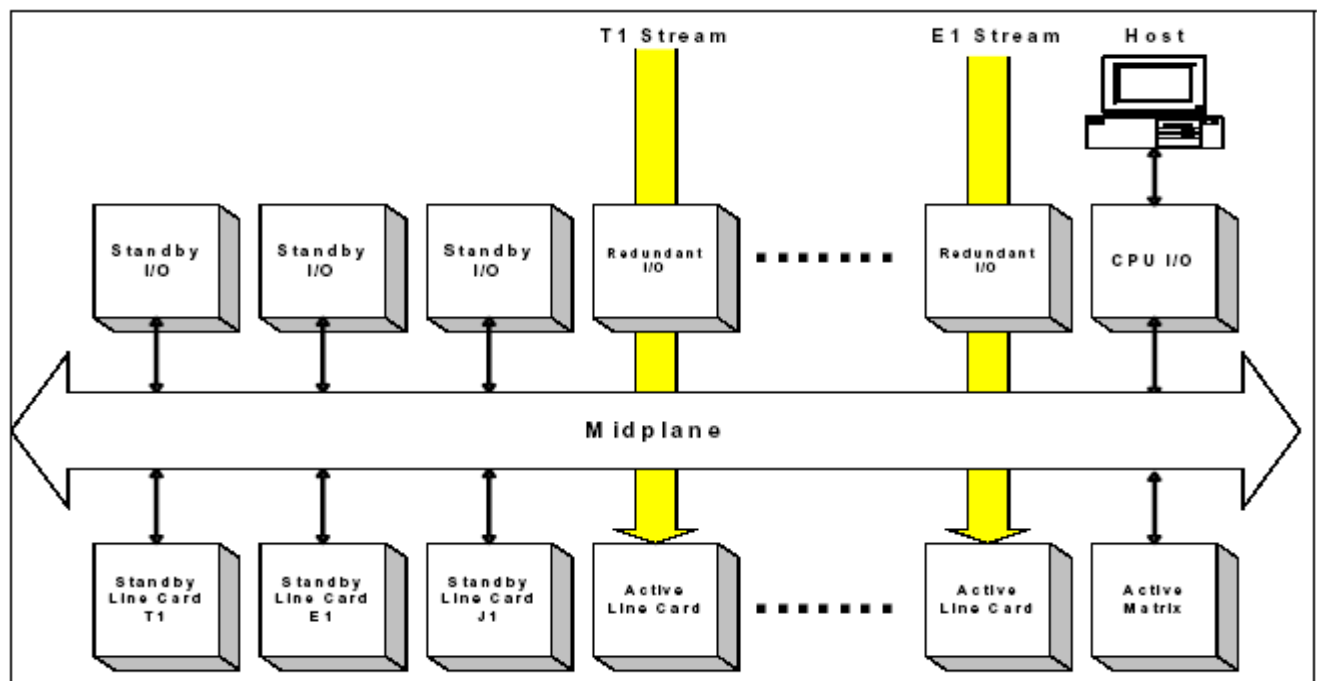 T1 Stream
E1 Stream
Host
Standby
I/O
Standby
I/O
Standby
I/O
Redundant
I/O
Redundant
I/O
CPU I/O
Midplane
Standby
Line Card
T1
Standby
Line Card
E1
Standby
Line Card
J1
Active
Line Card
Active
Line Card
Active
Matrix